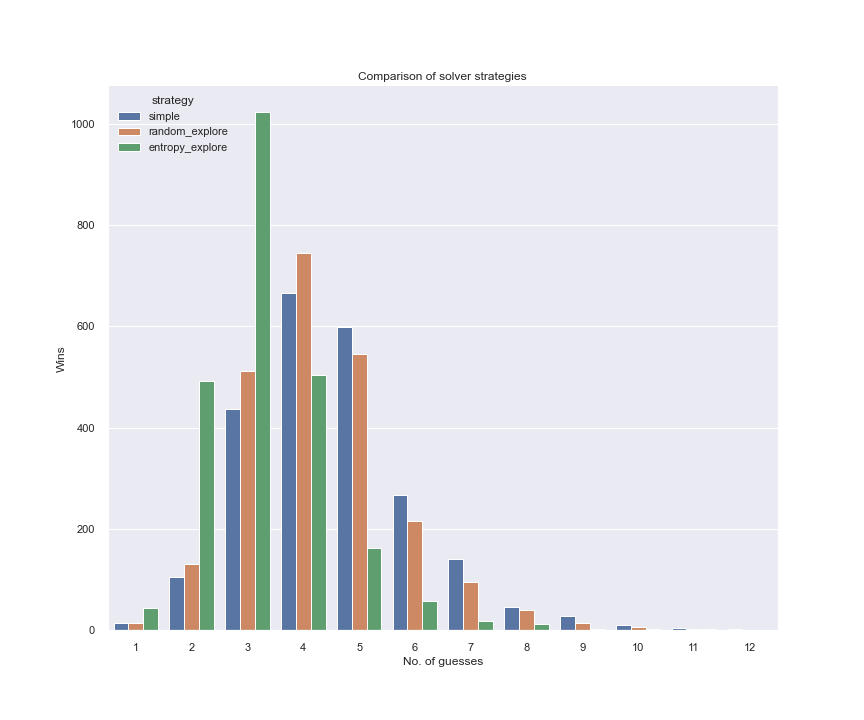 Comparison of solver strategies
strategy
simple
random_explore
entropy_explore
1000
800
600
400
200
0
Wins
1 2 3 4 5 6 7 8 9 10 11 12
No. of guesses